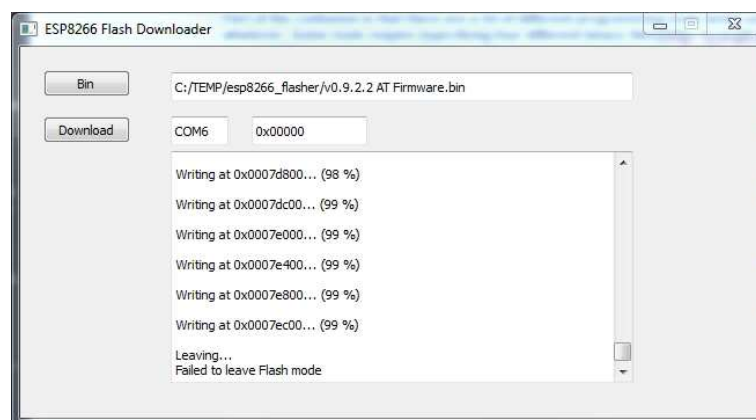 ESP8266 Flash Downloader
Bin
C:/TEMP/esp8266_flasher/v0.9.2.2 AT Firmware.bin
Download
COM6
0x00000
Writing at 0x0007d800... (98 %)
Writing at 0x0007dc00... (99 %)
Writing at 0x0007e000... (99 %)
Writing at 0x0007e400... (99 %)
Writing at 0x0007e800... (99 %)
Writing at 0x0007ec00... (99 %)
Leaving...
Failed to leave Flash mode